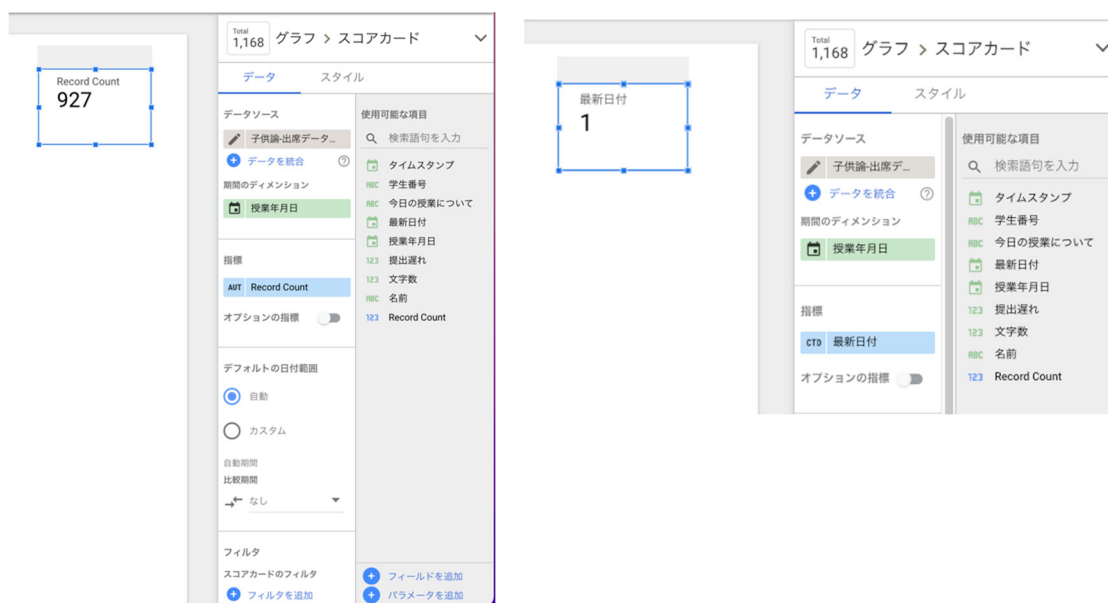 Record Count
927
Total
1,168
グラフ > スコアカード
データ
スタイル
データソース
子供論-出席データ...
データを統合
期間のディメンション
授業年月日
指標
AUT Record Count
オプションの指標
デフォルトの日付範囲
自動
カスタム
自動期間
比較期間
なし
フィルタ
スコアカードのフィルタ
フィルタを追加
使用可能な項目
検索語句を入力
タイムスタンプ
ABC 学生番号
ABC 今日の授業について
最新日付
授業年月日
123 提出遅れ
123 文字数
ABC 名前
123 Record Count
フィールドを追加
パラメータを追加
最新日付
1
Total
1,168
グラフ > スコアカード
データ
スタイル
データソース
子供論-出席デ...
データを統合
期間のディメンション
授業年月日
指標
CTD 最新日付
オプションの指標
使用可能な項目
検索語句を入力
タイムスタンプ
ABC 学生番号
ABC 今日の授業について
最新日付
授業年月日
123 提出遅れ
123 文字数
ABC 名前
123 Record Count